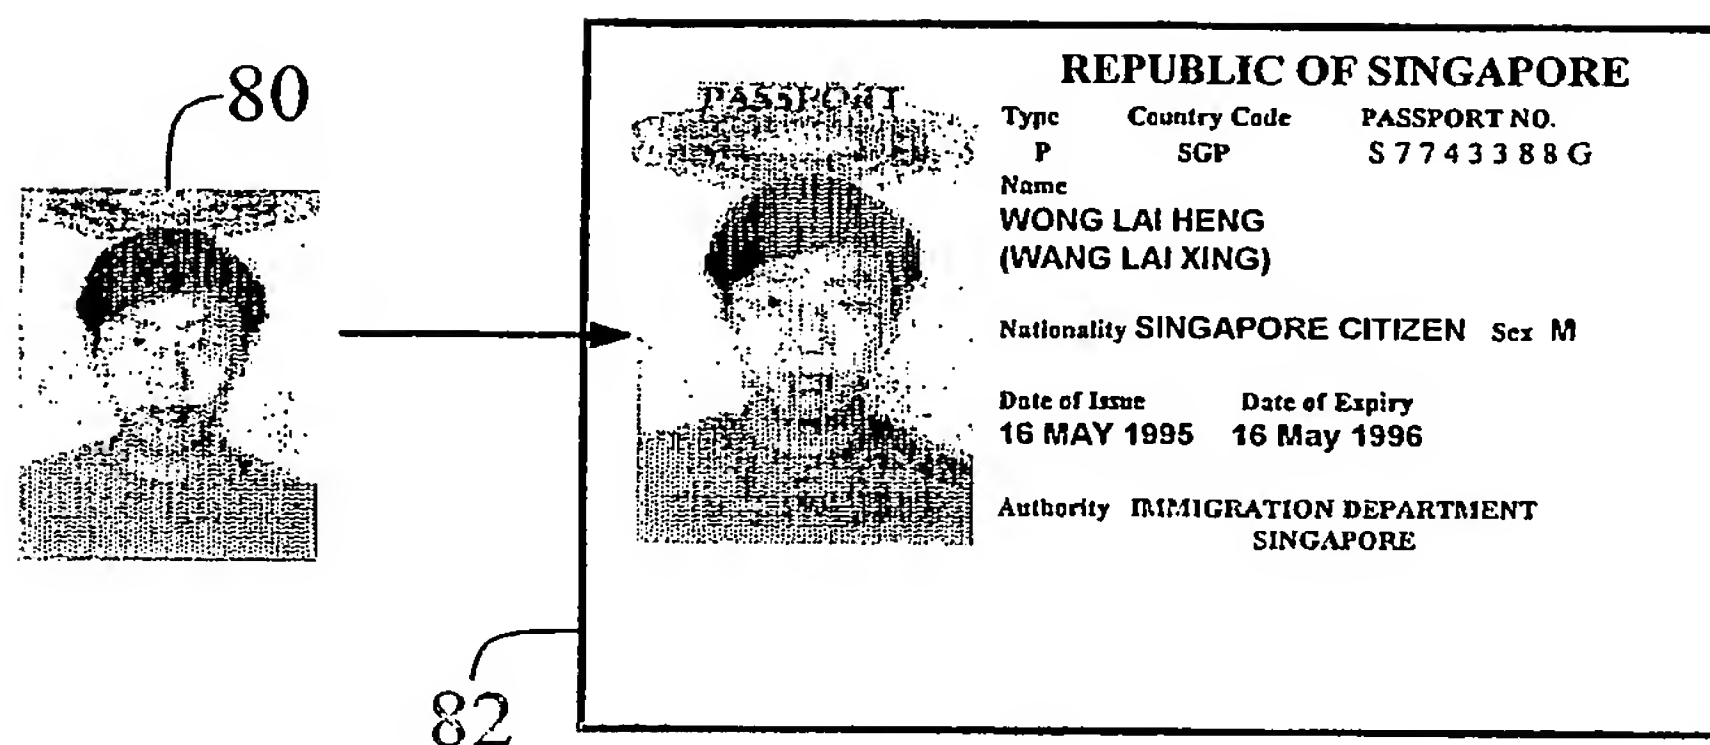 80
REPUBLIC OF SINGAPORE
PASSPORT
Type Country Code PASSPORT NO.
P SGP S7743388G
Name
WONG LAI HENG
(WANG LAI XING)
Nationality SINGAPORE CITIZEN Sex M
Date of Issue Date of Expiry
16 MAY 1995 16 May 1996
Authority IMMIGRATION DEPARTMENT
SINGAPORE
82